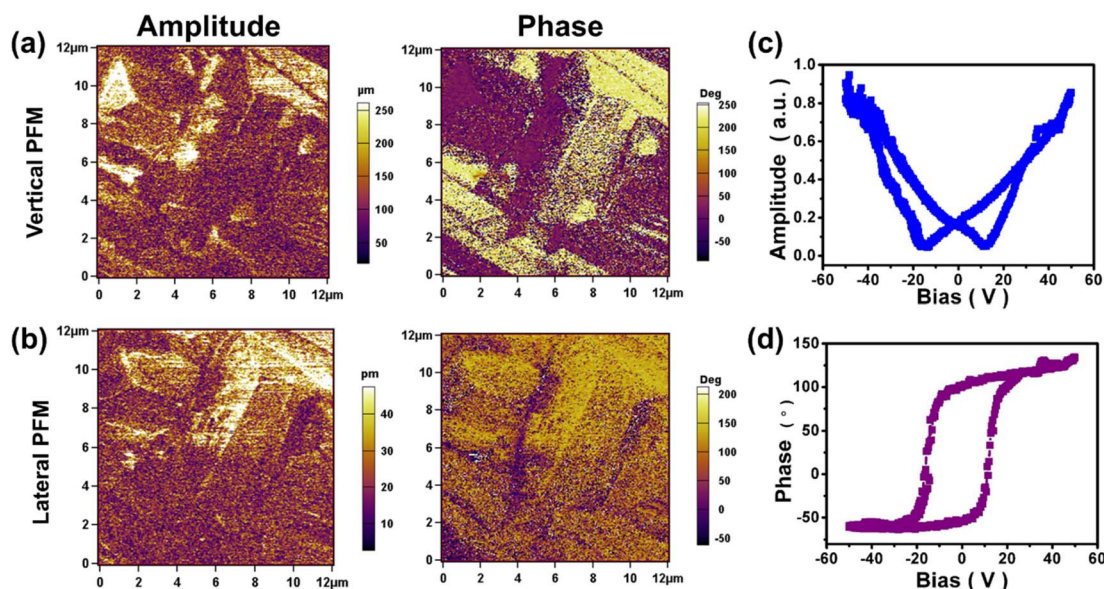 Amplitude
Phase
(a)
Vertical PFM
12µm
10
8
6
4
2
0
0 2 4 6 8 10 12µm
µm
250
200
150
100
50
12µm
10
8
6
4
2
0
0 2 4 6 8 10 12µm
Deg
250
200
150
100
50
0
-50
(b)
Lateral PFM
12µm
10
8
6
4
2
0
0 2 4 6 8 10 12µm
pm
40
30
20
10
12µm
10
8
6
4
2
0
0 2 4 6 8 10 12µm
Deg
200
150
100
50
0
-50
(c)
Amplitude ( a.u. )
1.0
0.8
0.6
0.4
0.2
0.0
-60 -40 -20 0 20 40 60
Bias ( V )
(d)
Phase ( ° )
150
100
50
0
-50
-60 -40 -20 0 20 40 60
Bias ( V )